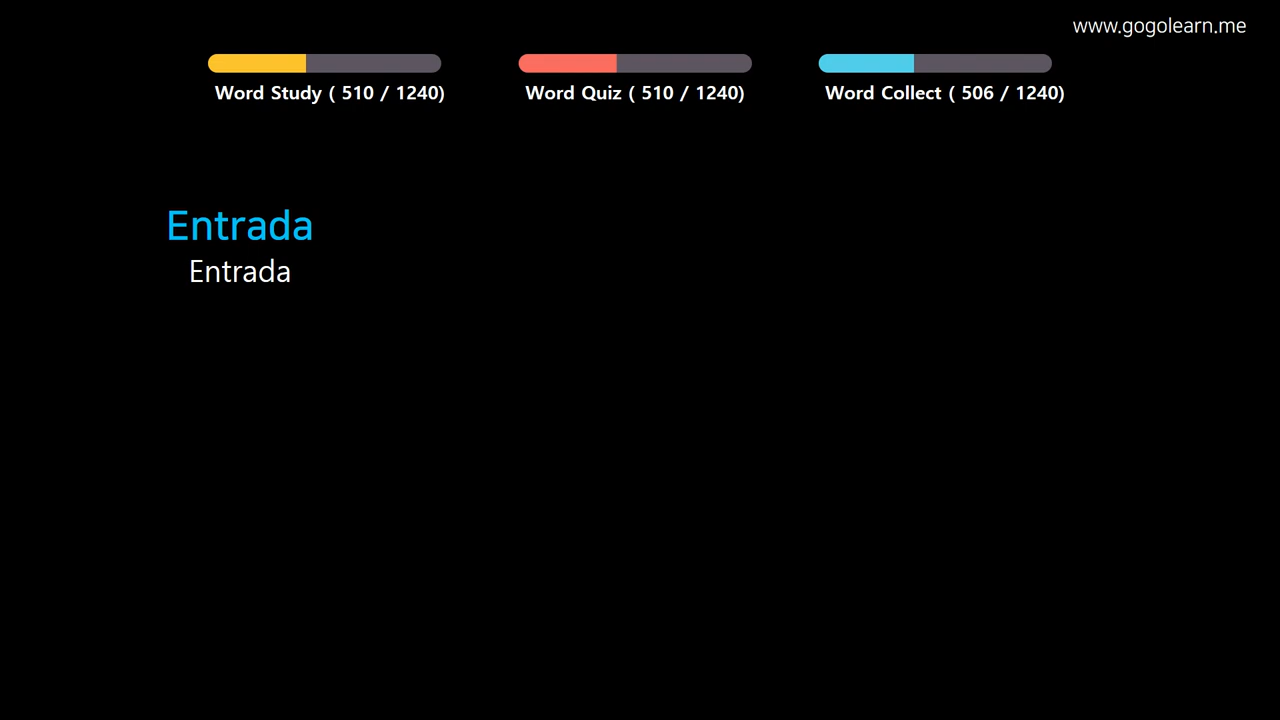 www.gogolearn.me
Word Study ( 510 / 1240)
Word Quiz ( 510 / 1240)
Word Collect ( 506 / 1240)
Entrada
Entrada